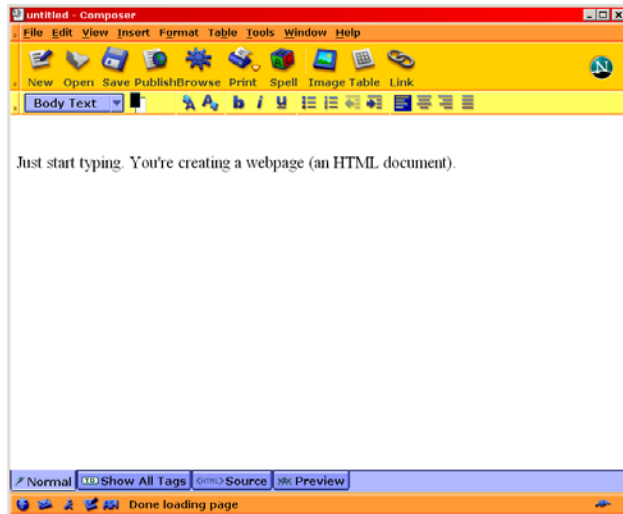 untitled - Composer
File Edit View Insert Format Table Tools Window Help
New Open Save Publish Browse Print Spell Image Table Link
N
Body Text A A, b i U
Just start typing. You're creating a webpage (an HTML document).
Normal TD Show All Tags <HTML> Source Preview
Done loading page